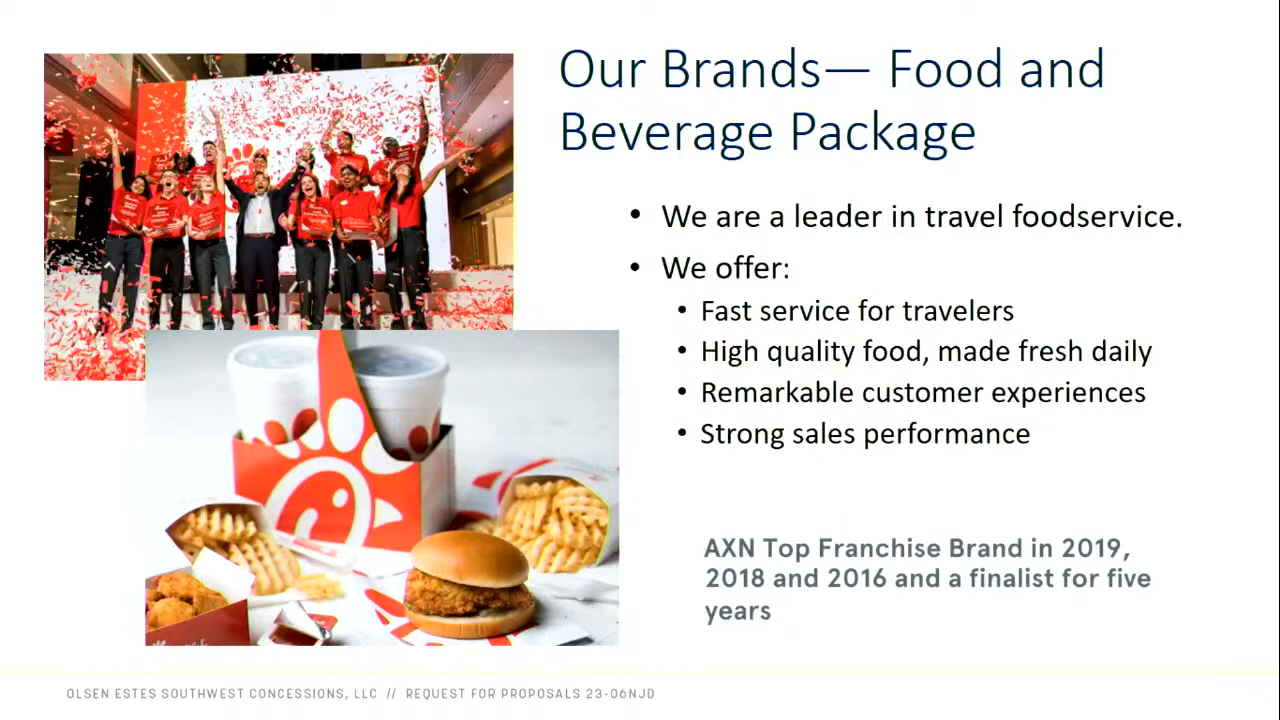 Our Brands— Food and
Beverage Package
• We are a leader in travel foodservice.
• We offer:
• Fast service for travelers
• High quality food, made fresh daily
• Remarkable customer experiences
• Strong sales performance
AXN Top Franchise Brand in 2019,
2018 and 2016 and a finalist for five
years
OLSEN ESTES SOUTHWEST CONCESSIONS, LLC // REQUEST FOR PROPOSALS 23-06NJD